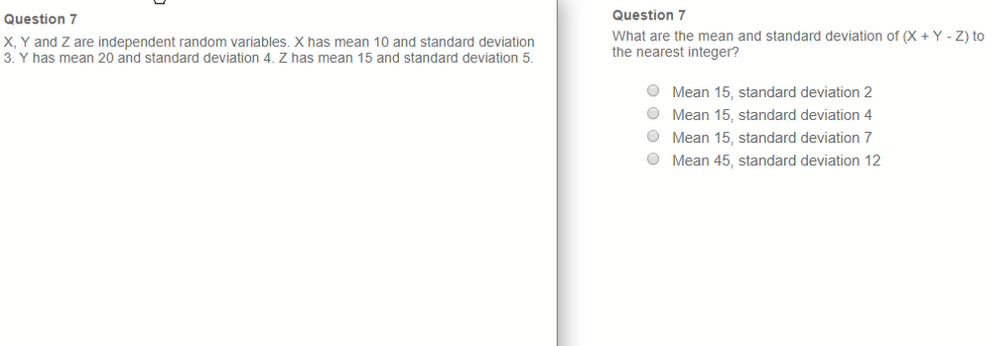 Question 7
X, Y and Z are independent random variables. X has mean 10 and standard deviation
3. Y has mean 20 and standard deviation 4. Z has mean 15 and standard deviation 5.
Question 7
What are the mean and standard deviation of (X + Y - Z) to
the nearest integer?
Mean 15, standard deviation 2
Mean 15, standard deviation 4
Mean 15, standard deviation 7
Mean 45, standard deviation 12